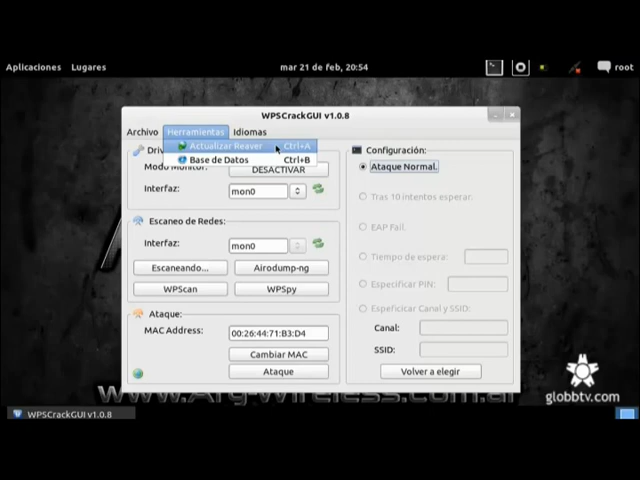 Aplicaciones Lugares mar 21 de feb, 20:54 root
WPSCrackGUI v1.0.8
Archivo Herramientas Idiomas
Actualizar Reaver Ctrl+A
Base de Datos Ctrl+B
Modo Monitor: DESACTIVAR
Interfaz: mon0
Escaneo de Redes:
Interfaz: mon0
Escaneando... Airodump-ng
WPScan WPSpy
Ataque:
MAC Address: 00:26:44:71:B3:D4
Cambiar MAC
Ataque
Configuración:
Ataque Normal.
Tras 10 intentos esperar.
EAP Fail.
Tiempo de espera:
Especificar PIN:
Espeficicar Canal y SSID:
Canal:
SSID:
Volver a elegir
www.Arg-Wireless.com.ar
globbtv.com
WPSCrackGUI v1.0.8